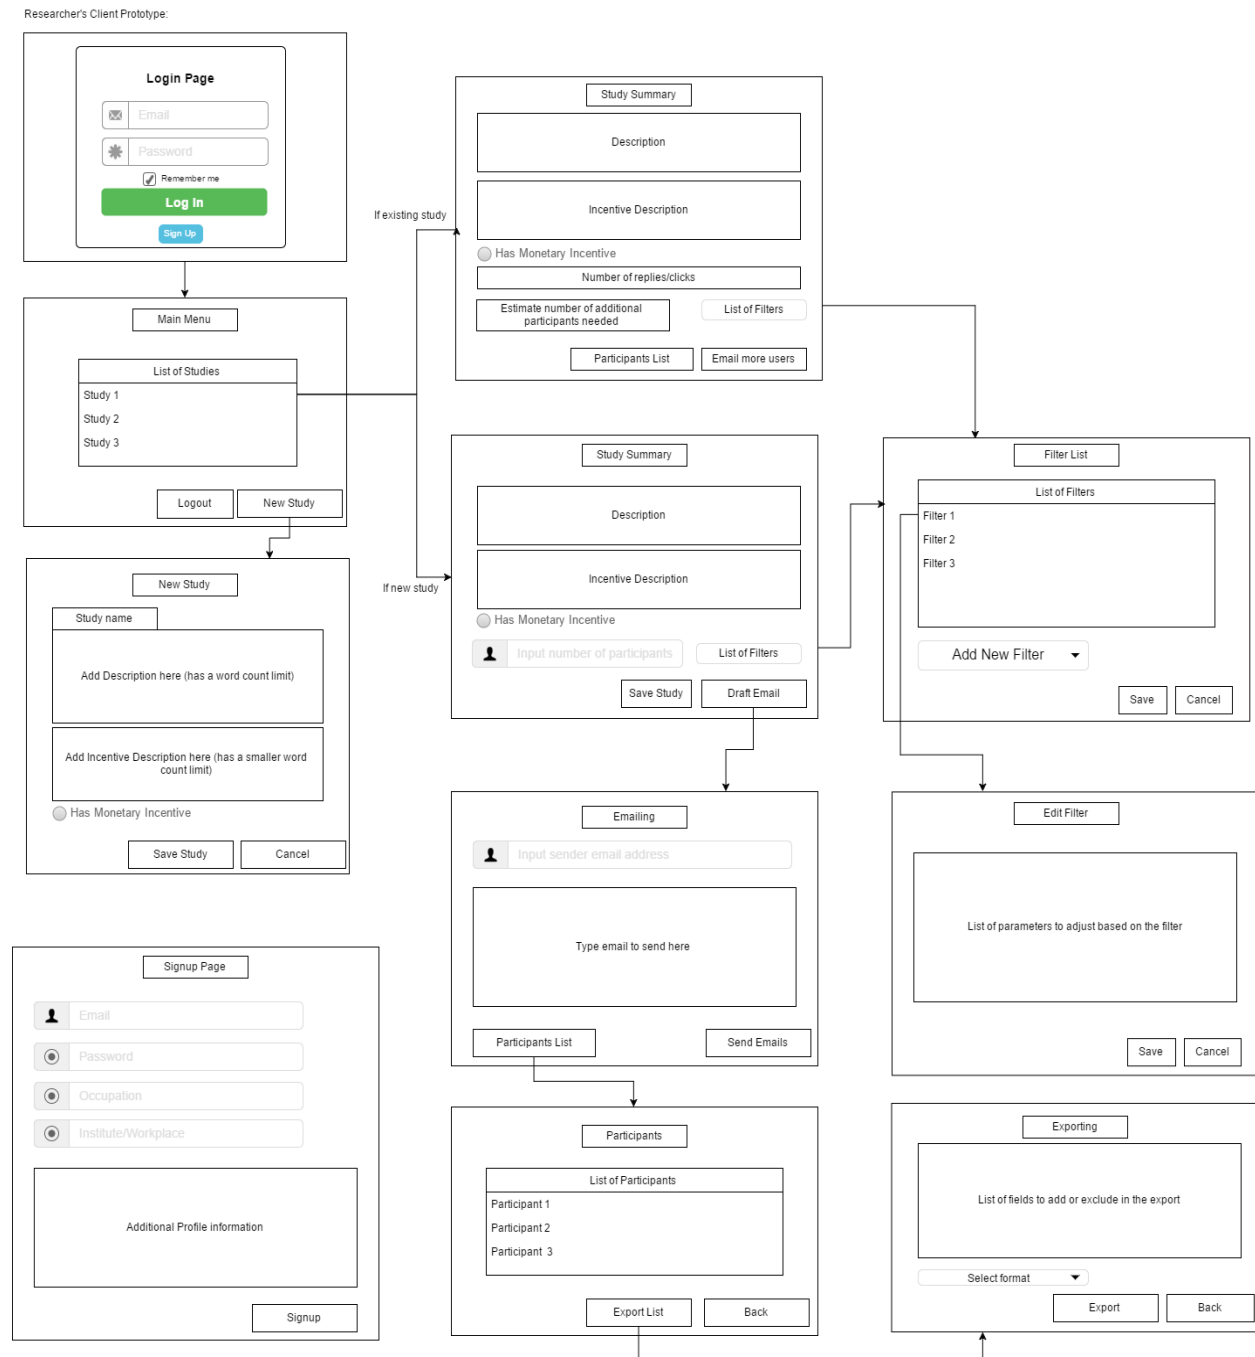 Researcher's Client Prototype:
Login Page
Email
Password
Remember me
Log In
Sign Up
Main Menu
List of Studies
Study 1
Study 2
Study 3
Logout
New Study
New Study
Study name
Add Description here (has a word count limit)
Add Incentive Description here (has a smaller word
count limit)
Has Monetary Incentive
Save Study
Cancel
Signup Page
Email
Password
Occupation
Institute/Workplace
Additional Profile information
Signup
If existing study
If new study
Study Summary
Description
Incentive Description
Has Monetary Incentive
Number of replies/clicks
Estimate number of additional
participants needed
List of Filters
Participants List
Email more users
Study Summary
Description
Incentive Description
Has Monetary Incentive
Input number of participants
List of Filters
Save Study
Draft Email
Emailing
Input sender email address
Type email to send here
Participants List
Send Emails
Participants
List of Participants
Participant 1
Participant 2
Participant 3
Export List
Back
Filter List
List of Filters
Filter 1
Filter 2
Filter 3
Add New Filter
Save
Cancel
Edit Filter
List of parameters to adjust based on the filter
Save
Cancel
Exporting
List of fields to add or exclude in the export
Select format
Export
Back